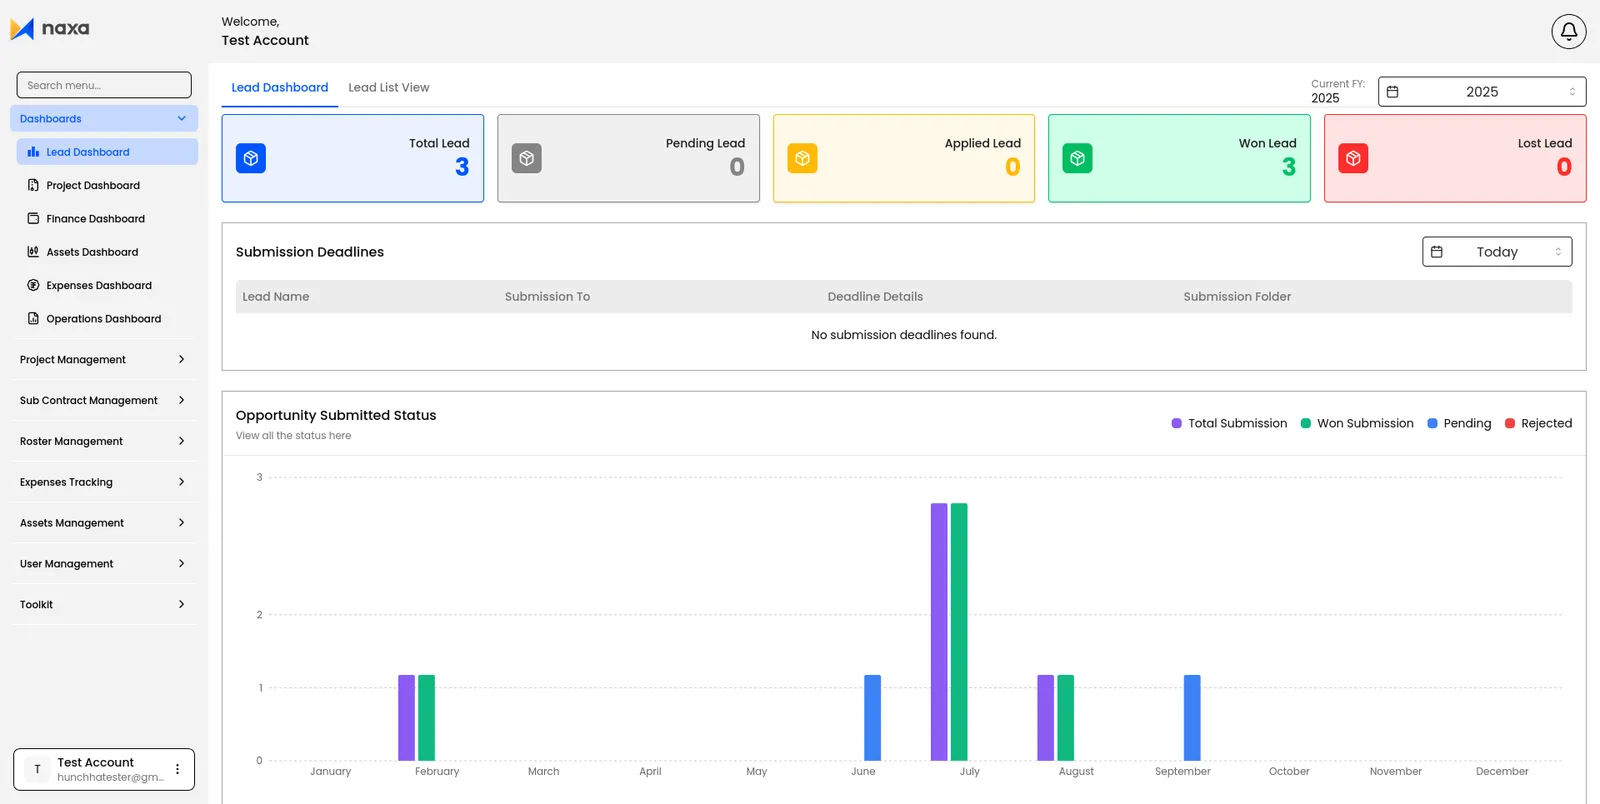 naxa
Welcome,
Test Account
Search menu...
Dashboards
Lead Dashboard
Project Dashboard
Finance Dashboard
Assets Dashboard
Expenses Dashboard
Operations Dashboard
Project Management
Sub Contract Management
Roster Management
Expenses Tracking
Assets Management
User Management
Toolkit
T
Test Account
hunchhatester@gm...
Lead Dashboard
Lead List View
Current FY:
2025
2025
Total Lead
3
Pending Lead
0
Applied Lead
0
Won Lead
3
Lost Lead
0
Submission Deadlines
Today
Lead Name
Submission To
Deadline Details
Submission Folder
No submission deadlines found.
Opportunity Submitted Status
View all the status here
Total Submission
Won Submission
Pending
Rejected
3
2
1
0
January
February
March
April
May
June
July
August
September
October
November
December